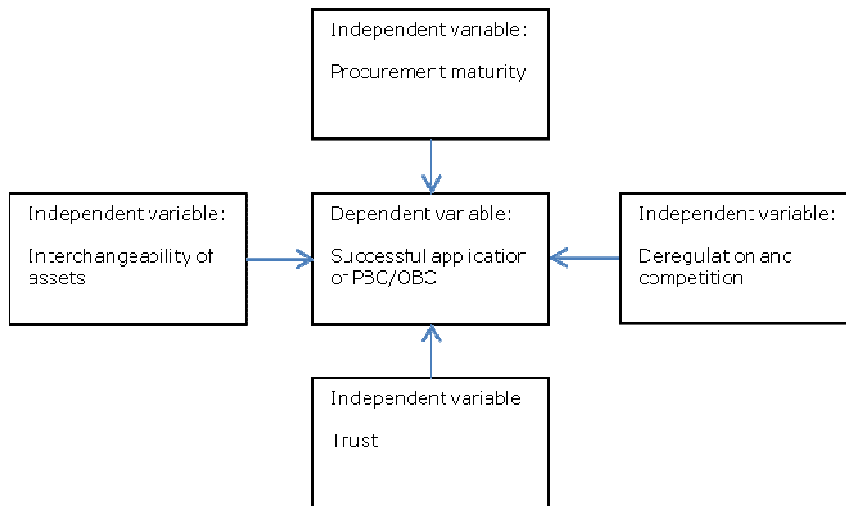 Independent variable:
Procurement maturity
Independent variable:
Interchangeability of
assets
Dependent variable:
Successful application
of PBC/OBC
Independent variable:
Deregulation and
competition
Independent variable
Trust